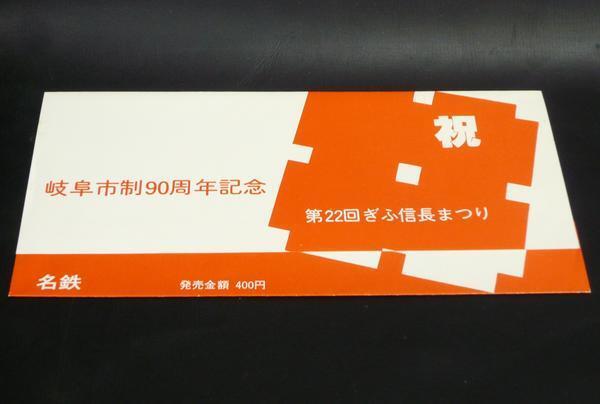 祝
岐阜市制90周年記念
第22回ぎふ信長まつり
名鉄
発売金額 400円